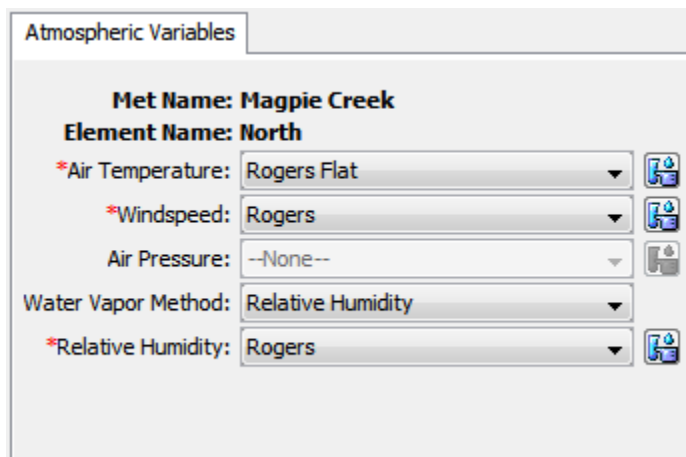 Atmospheric Variables
Met Name: Magpie Creek
Element Name: North
*Air Temperature: Rogers Flat
*Windspeed: Rogers
Air Pressure: --None--
Water Vapor Method: Relative Humidity
*Relative Humidity: Rogers